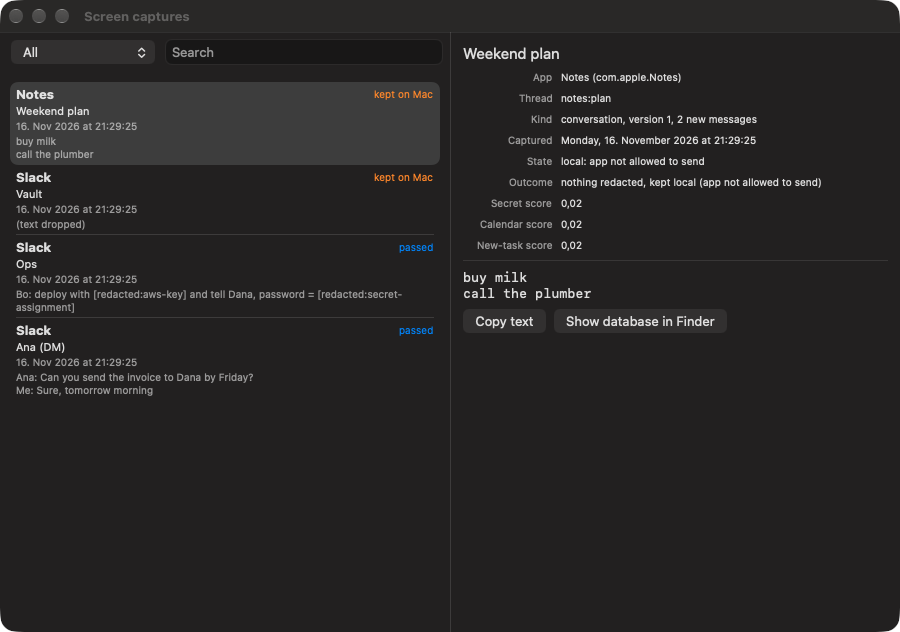 Screen captures
All
Search
Notes
kept on Mac
Weekend plan
16. Nov 2026 at 21:29:25
buy milk
call the plumber
Slack
kept on Mac
Vault
16. Nov 2026 at 21:29:25
(text dropped)
Slack
passed
Ops
16. Nov 2026 at 21:29:25
Bo: deploy with [redacted:aws-key] and tell Dana, password = [redacted:secret-
assignment]
Slack
passed
Ana (DM)
16. Nov 2026 at 21:29:25
Ana: Can you send the invoice to Dana by Friday?
Me: Sure, tomorrow morning
Weekend plan
App Notes (com.apple.Notes)
Thread notes:plan
Kind conversation, version 1, 2 new messages
Captured Monday, 16. November 2026 at 21:29:25
State local: app not allowed to send
Outcome nothing redacted, kept local (app not allowed to send)
Secret score 0,02
Calendar score 0,02
New-task score 0,02
buy milk
call the plumber
Copy text
Show database in Finder